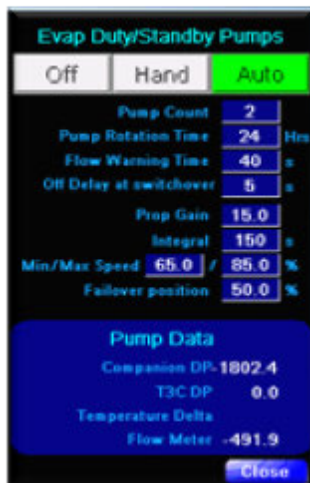 Evap Duty/Standby Pumps
Off Hand Auto
Pump Count 2
Pump Rotation Time 24 Hrs
Flow Warning Time 40 s
Off Delay at switchover 5 s
Prop Gain 15.0
Integral 150 s
Min/Max Speed 65.0 / 85.0 %
Failover position 50.0 %
Pump Data
Companion DP -1802.4
T3C DP 0.0
Temperature Delta
Flow Meter -491.9
Close